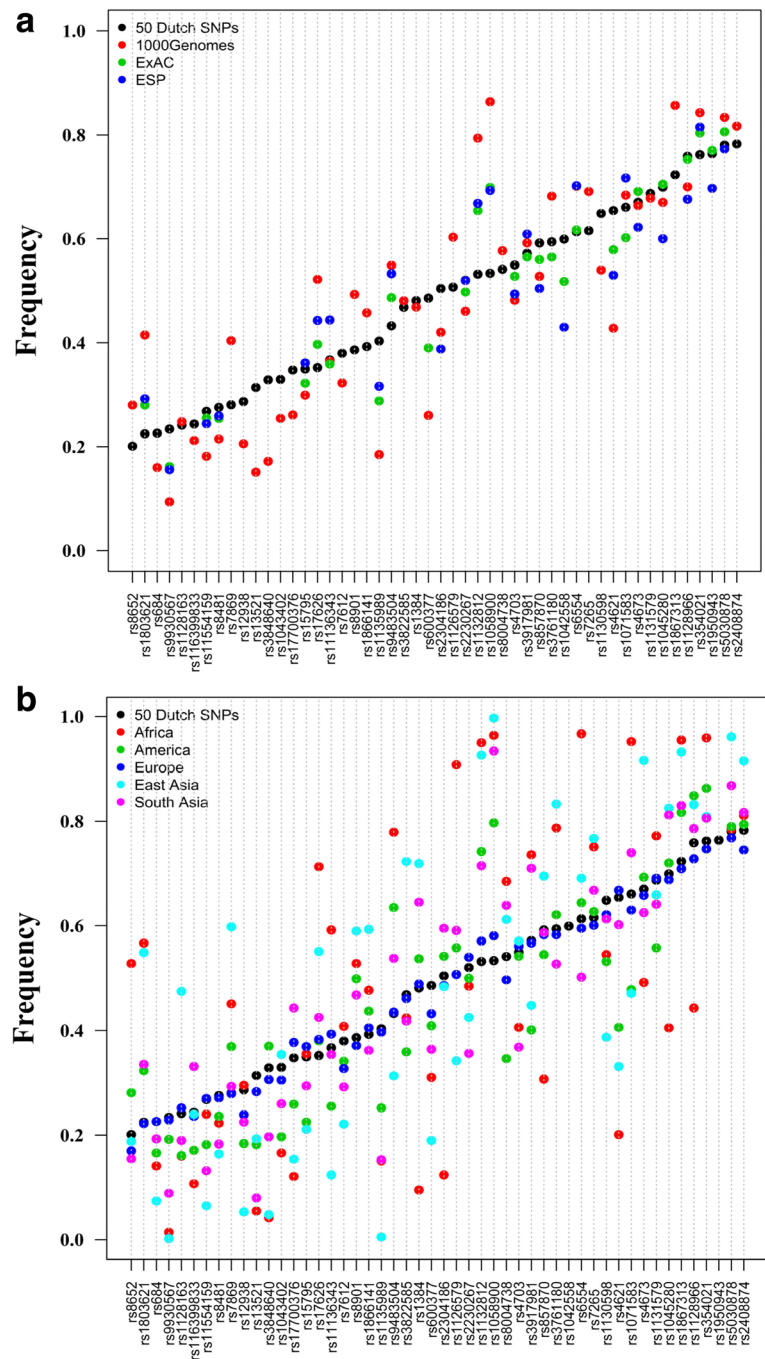 a
50 Dutch SNPs
1000Genomes
ExAC
ESP
Frequency
1.0
0.8
0.6
0.4
0.2
0.0
rs8652
rs1803621
rs684
rs9930567
rs1128163
rs116399833
rs11554159
rs8481
rs7869
rs12938
rs13521
rs3848640
rs1043402
rs17700376
rs15795
rs17626
rs11136343
rs7612
rs8901
rs1866141
rs1135989
rs9483504
rs3822585
rs1384
rs600377
rs2304186
rs1126579
rs2230267
rs1132812
rs1058900
rs8004738
rs4703
rs3917981
rs857870
rs3761180
rs1042558
rs6554
rs7265
rs1130598
rs4621
rs1071583
rs4673
rs1131579
rs1045280
rs1867313
rs1128966
rs354021
rs1950943
rs5030878
rs2408874
b
50 Dutch SNPs
Africa
America
Europe
East Asia
South Asia
Frequency
1.0
0.8
0.6
0.4
0.2
0.0
rs8652
rs1803621
rs684
rs9930567
rs1128163
rs116399833
rs11554159
rs8481
rs7869
rs12938
rs13521
rs3848640
rs1043402
rs17700376
rs15795
rs17626
rs11136343
rs7612
rs8901
rs1866141
rs1135989
rs9483504
rs3822585
rs1384
rs600377
rs2304186
rs1126579
rs2230267
rs1132812
rs1058900
rs8004738
rs4703
rs3917981
rs857870
rs3761180
rs1042558
rs6554
rs7265
rs1130598
rs4621
rs1071583
rs4673
rs1131579
rs1045280
rs1867313
rs1128966
rs354021
rs1950943
rs5030878
rs2408874